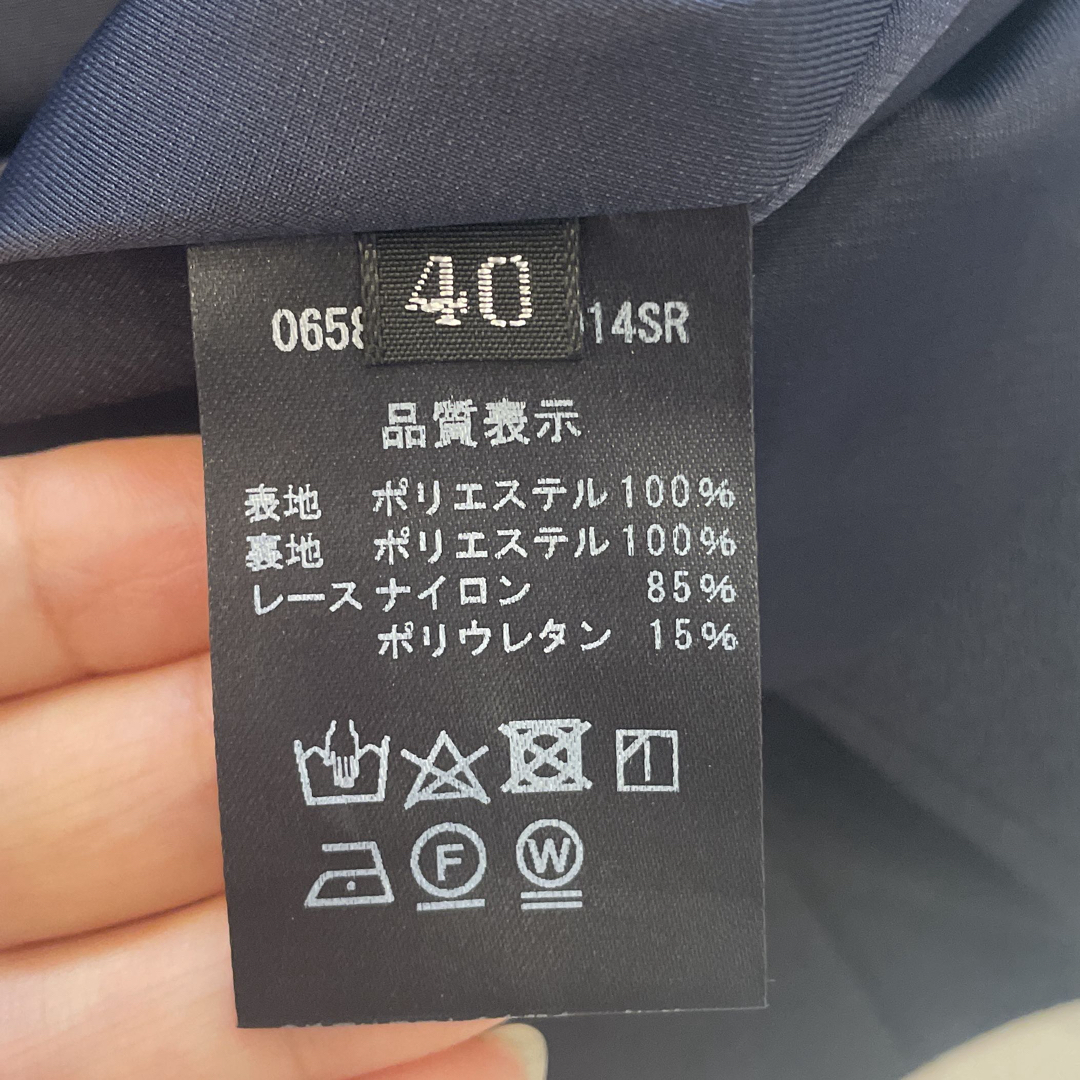 40
065 14SR
品質表示
表地 ポリエステル100%
裏地 ポリエステル100%
レース ナイロン 85%
ポリウレタン 15%
F W